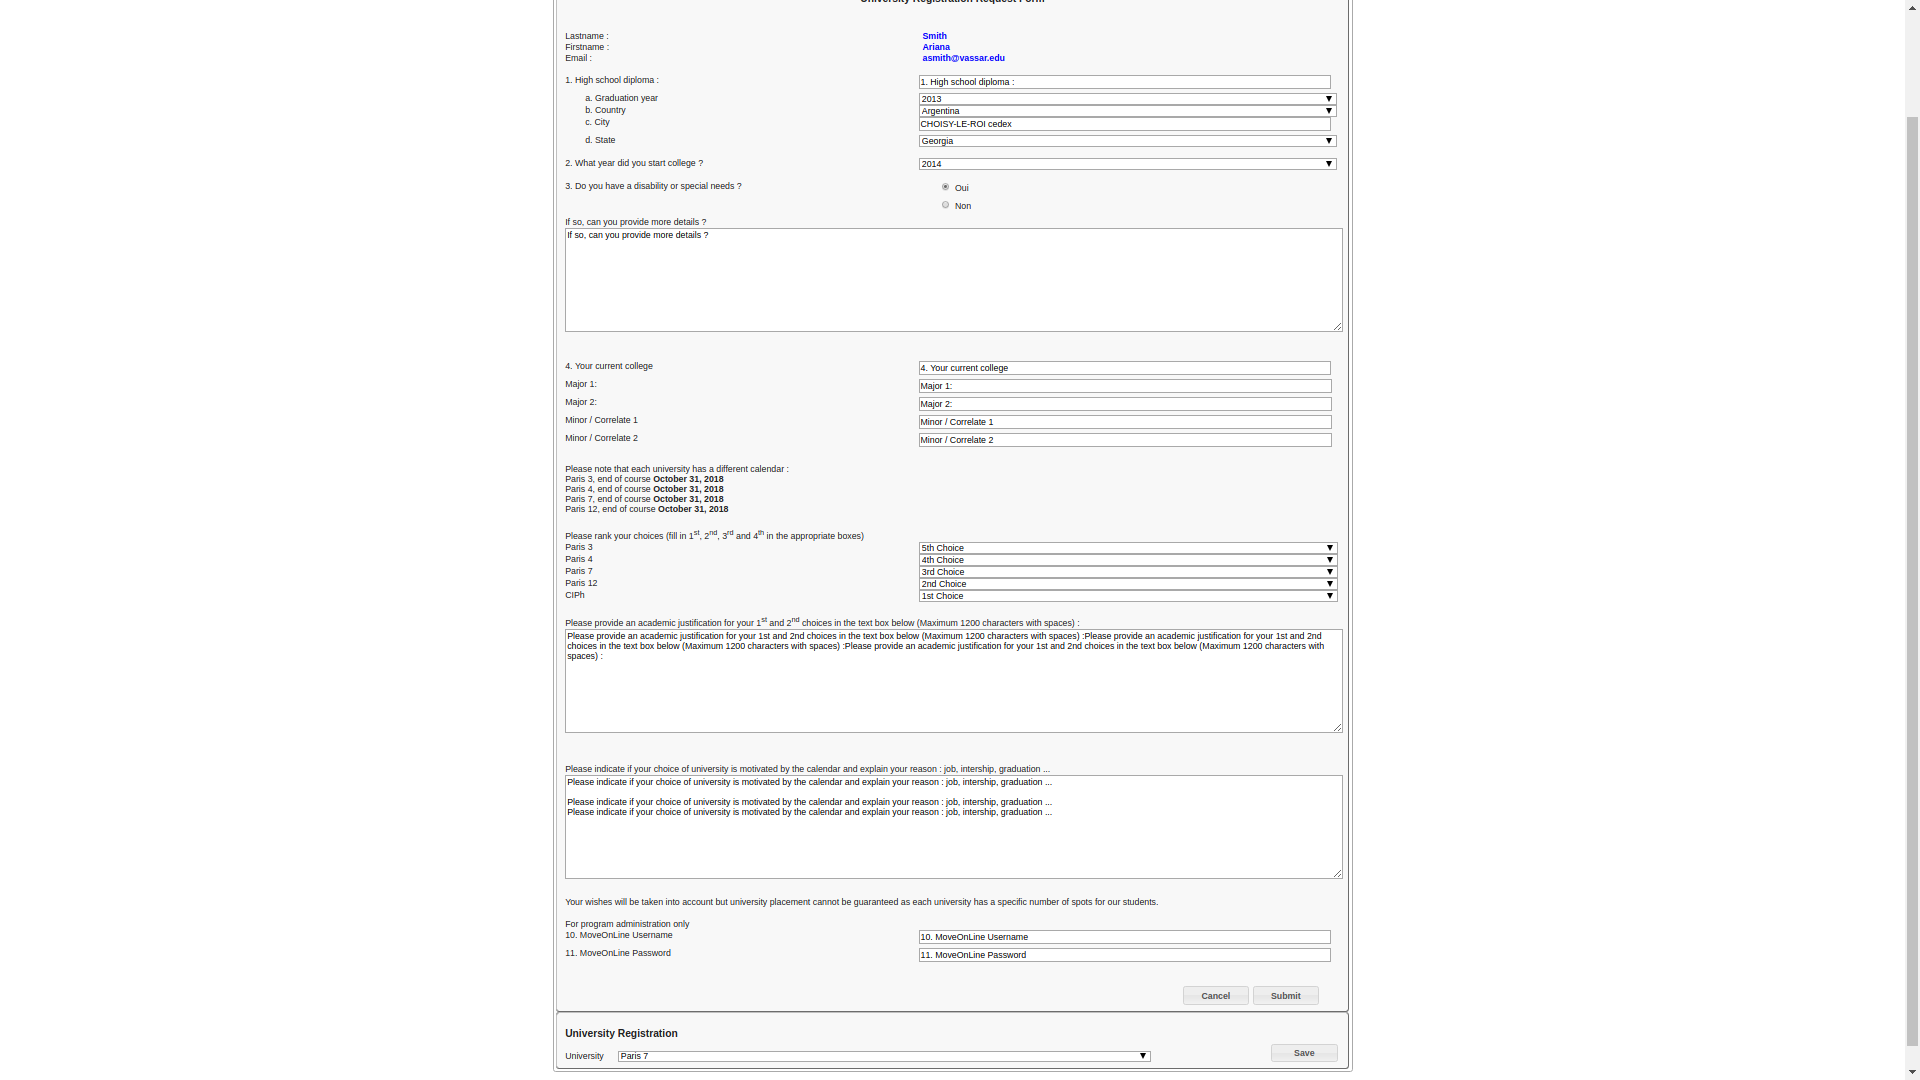 University Registration Request Form
Lastname : Smith
Firstname : Ariana
Email : asmith@vassar.edu
1. High school diploma : 1. High school diploma :
a. Graduation year 2013
b. Country Argentina
c. City CHOISY-LE-ROI cedex
d. State Georgia
2. What year did you start college ? 2014
3. Do you have a disability or special needs ? Oui
Non
If so, can you provide more details ?
If so, can you provide more details ?
4. Your current college 4. Your current college
Major 1: Major 1:
Major 2: Major 2:
Minor / Correlate 1 Minor / Correlate 1
Minor / Correlate 2 Minor / Correlate 2
Please note that each university has a different calendar :
Paris 3, end of course October 31, 2018
Paris 4, end of course October 31, 2018
Paris 7, end of course October 31, 2018
Paris 12, end of course October 31, 2018
Please rank your choices (fill in 1st, 2nd, 3rd and 4th in the appropriate boxes)
Paris 3 5th Choice
Paris 4 4th Choice
Paris 7 3rd Choice
Paris 12 2nd Choice
CIPh 1st Choice
Please provide an academic justification for your 1st and 2nd choices in the text box below (Maximum 1200 characters with spaces) :
Please provide an academic justification for your 1st and 2nd choices in the text box below (Maximum 1200 characters with spaces) :Please provide an academic justification for your 1st and 2nd
choices in the text box below (Maximum 1200 characters with spaces) :Please provide an academic justification for your 1st and 2nd choices in the text box below (Maximum 1200 characters with
spaces) :
Please indicate if your choice of university is motivated by the calendar and explain your reason : job, intership, graduation ...
Please indicate if your choice of university is motivated by the calendar and explain your reason : job, intership, graduation ...
Please indicate if your choice of university is motivated by the calendar and explain your reason : job, intership, graduation ...
Please indicate if your choice of university is motivated by the calendar and explain your reason : job, intership, graduation ...
Your wishes will be taken into account but university placement cannot be guaranteed as each university has a specific number of spots for our students.
For program administration only
10. MoveOnLine Username 10. MoveOnLine Username
11. MoveOnLine Password 11. MoveOnLine Password
Cancel Submit
University Registration
University Paris 7 Save